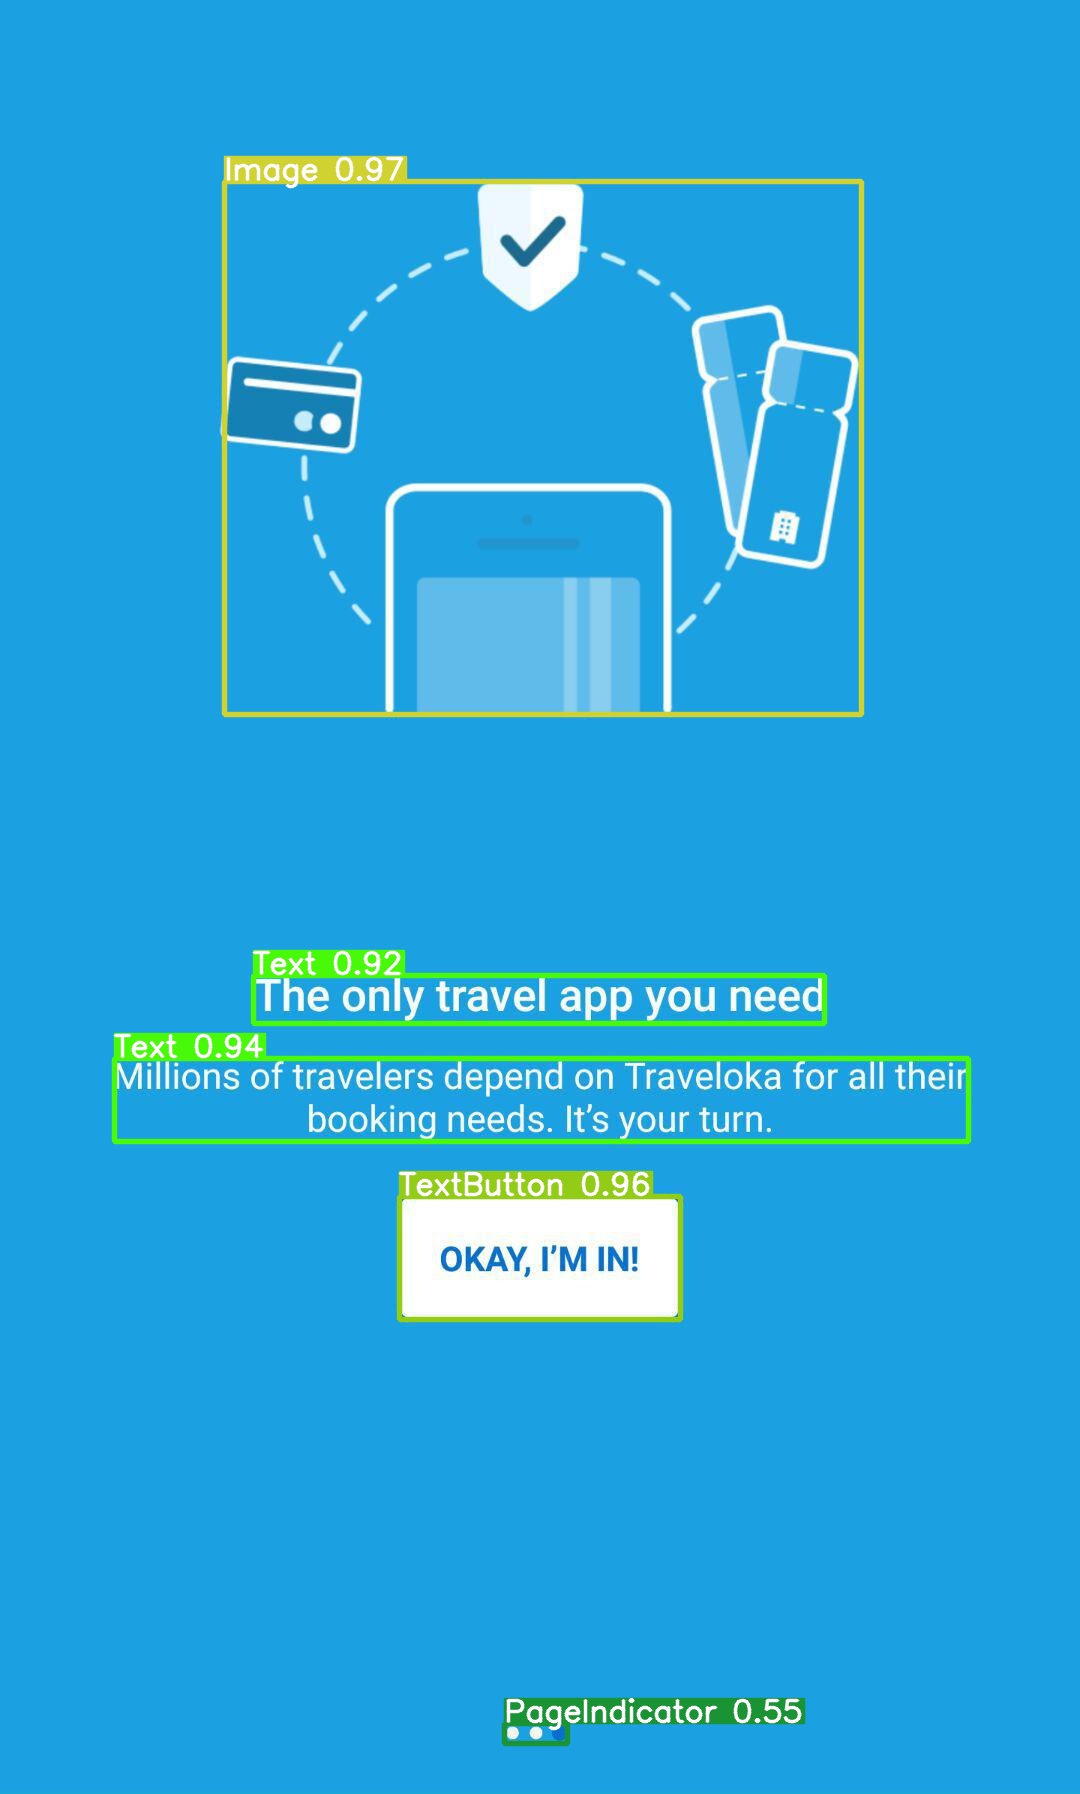 Image 0.97
Text 0.92
The only travel app you need
Text 0.94
Millions of travelers depend on Traveloka for all their
booking needs. It’s your turn.
TextButton 0.96
OKAY, I’M IN!
PageIndicator 0.55